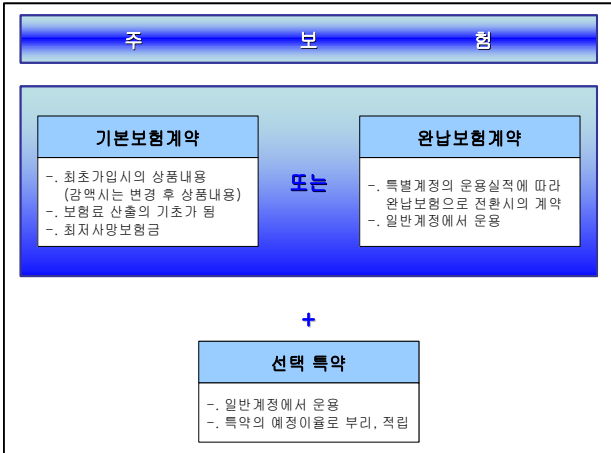 주 보 험
기본보험계약
-. 최초가입시의 상품내용
(감액시는 변경 후 상품내용)
-. 보험료 산출의 기초가 됨
-. 최저사망보험금
또는
완납보험계약
-. 특별계정의 운용실적에 따라
완납보험으로 전환시의 계약
-. 일반계정에서 운용
+
선택 특약
-. 일반계정에서 운용
-. 특약의 예정이율로 부리, 적립